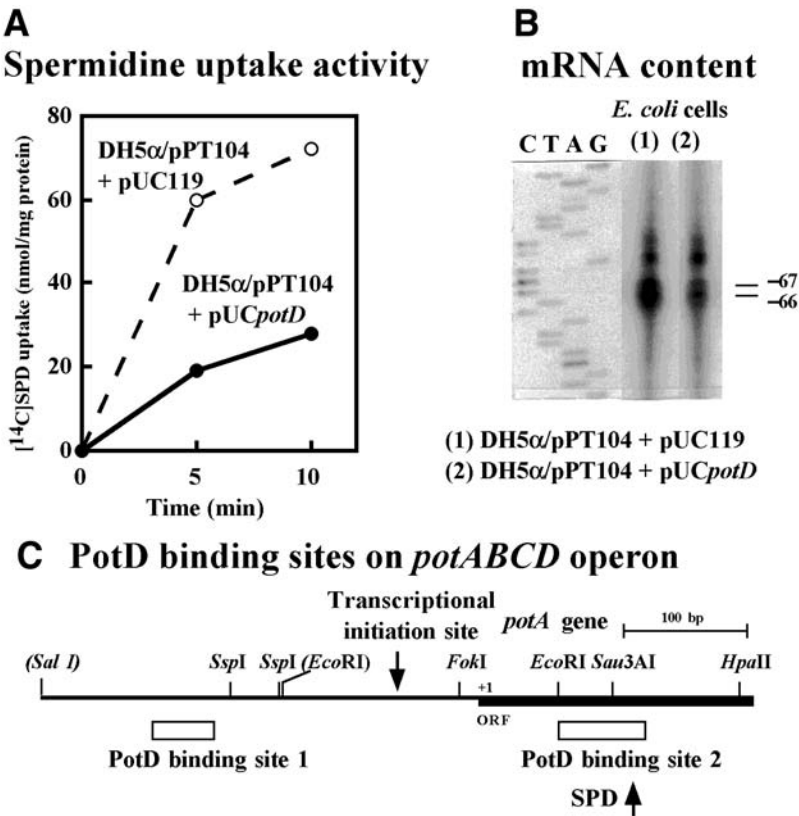 A
Spermidine uptake activity
[14C]SPD uptake (nmol/mg protein)
80
60
40
20
0
0
5
10
Time (min)
DH5α/pPT104
+ pUC119
DH5α/pPT104
+ pUCpotD
B
mRNA content
E. coli cells
C T A G (1) (2)
–67
–66
(1) DH5α/pPT104 + pUC119
(2) DH5α/pPT104 + pUCpotD
C PotD binding sites on potABCD operon
Transcriptional
initiation site
potA gene
100 bp
(Sal I)
SspI
SspI (EcoRI)
FokI
EcoRI
Sau3AI
HpaII
+1
ORF
PotD binding site 1
PotD binding site 2
SPD